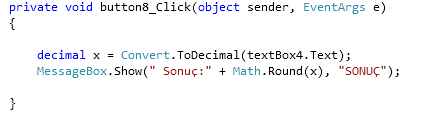 private void button8_Click(object sender, EventArgs e)
{
decimal x = Convert.ToDecimal(textBox4.Text);
MessageBox.Show(" Sonuç:" + Math.Round(x), "SONUÇ");
}